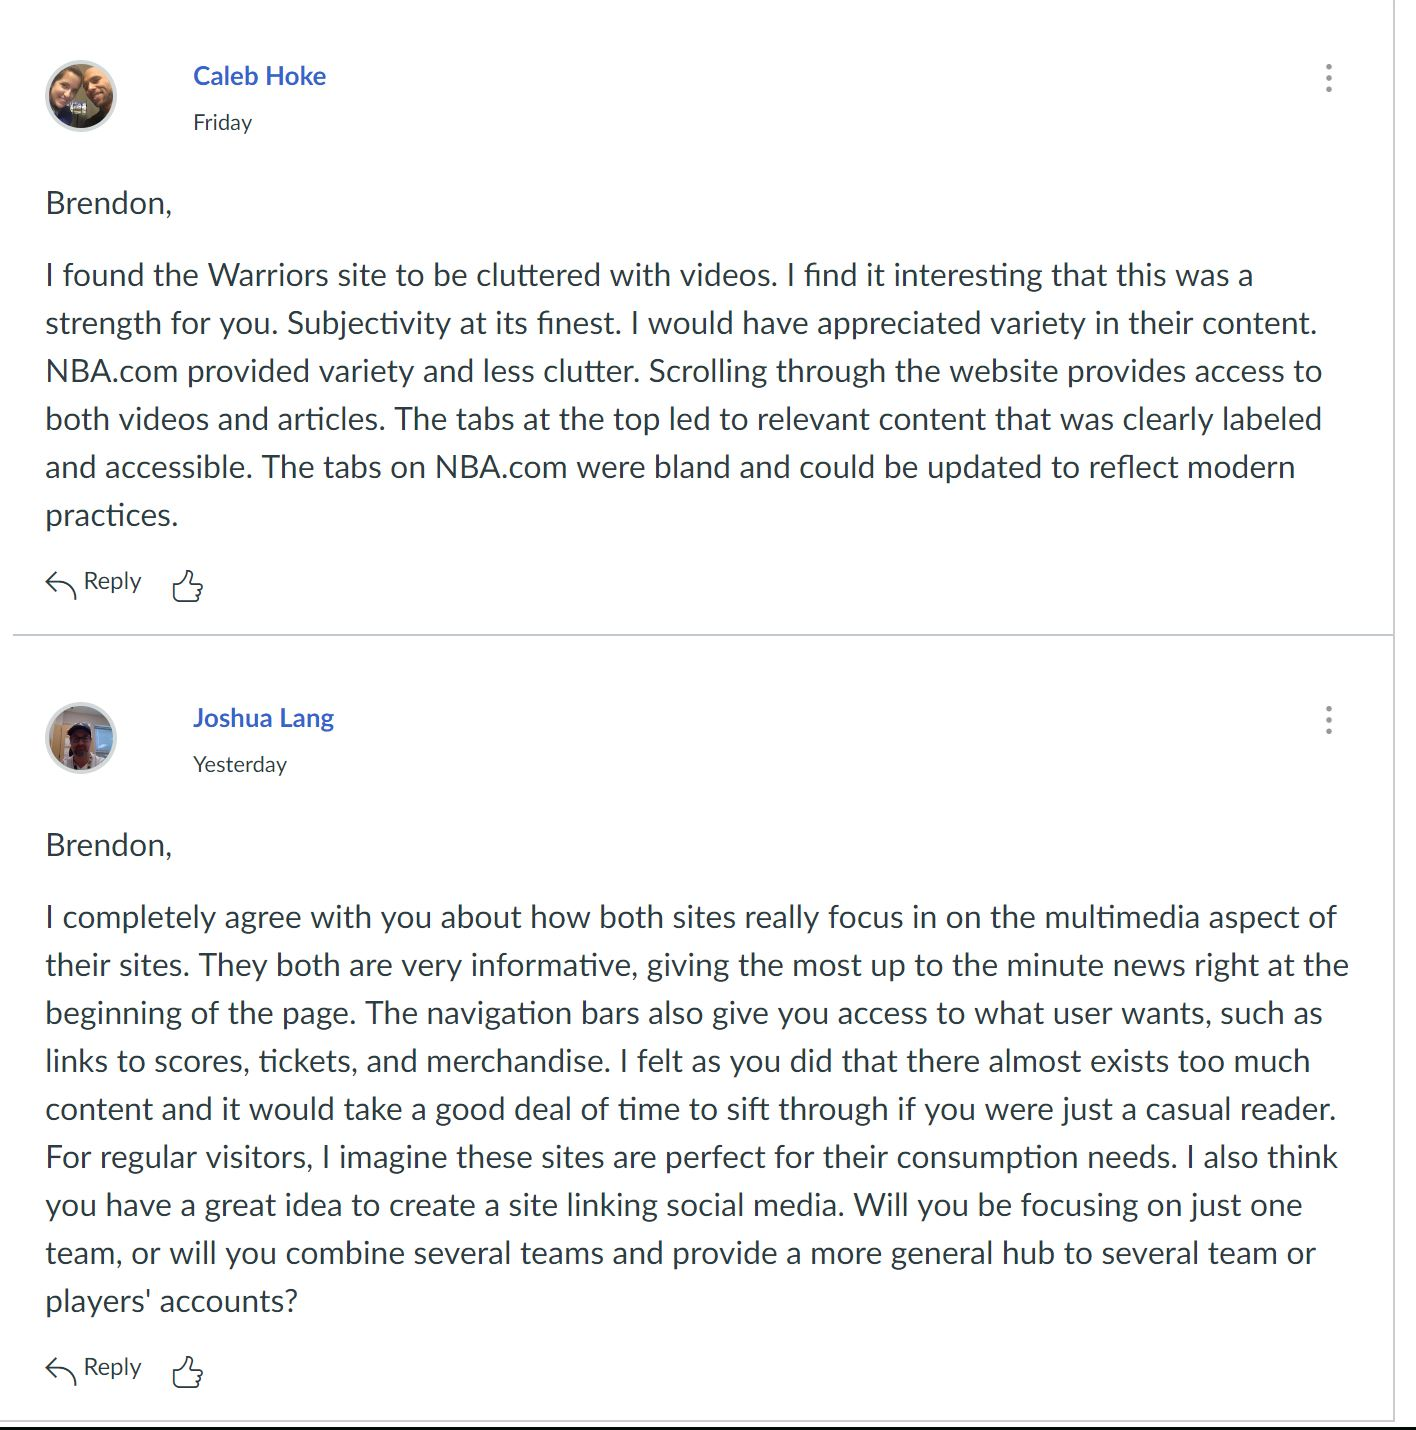 Caleb Hoke
Friday
Brendon,
I found the Warriors site to be cluttered with videos. I find it interesting that this was a
strength for you. Subjectivity at its finest. I would have appreciated variety in their content.
NBA.com provided variety and less clutter. Scrolling through the website provides access to
both videos and articles. The tabs at the top led to relevant content that was clearly labeled
and accessible. The tabs on NBA.com were bland and could be updated to reflect modern
practices.
Reply
Joshua Lang
Yesterday
Brendon,
I completely agree with you about how both sites really focus in on the multimedia aspect of
their sites. They both are very informative, giving the most up to the minute news right at the
beginning of the page. The navigation bars also give you access to what user wants, such as
links to scores, tickets, and merchandise. I felt as you did that there almost exists too much
content and it would take a good deal of time to sift through if you were just a casual reader.
For regular visitors, I imagine these sites are perfect for their consumption needs. I also think
you have a great idea to create a site linking social media. Will you be focusing on just one
team, or will you combine several teams and provide a more general hub to several team or
players' accounts?
Reply